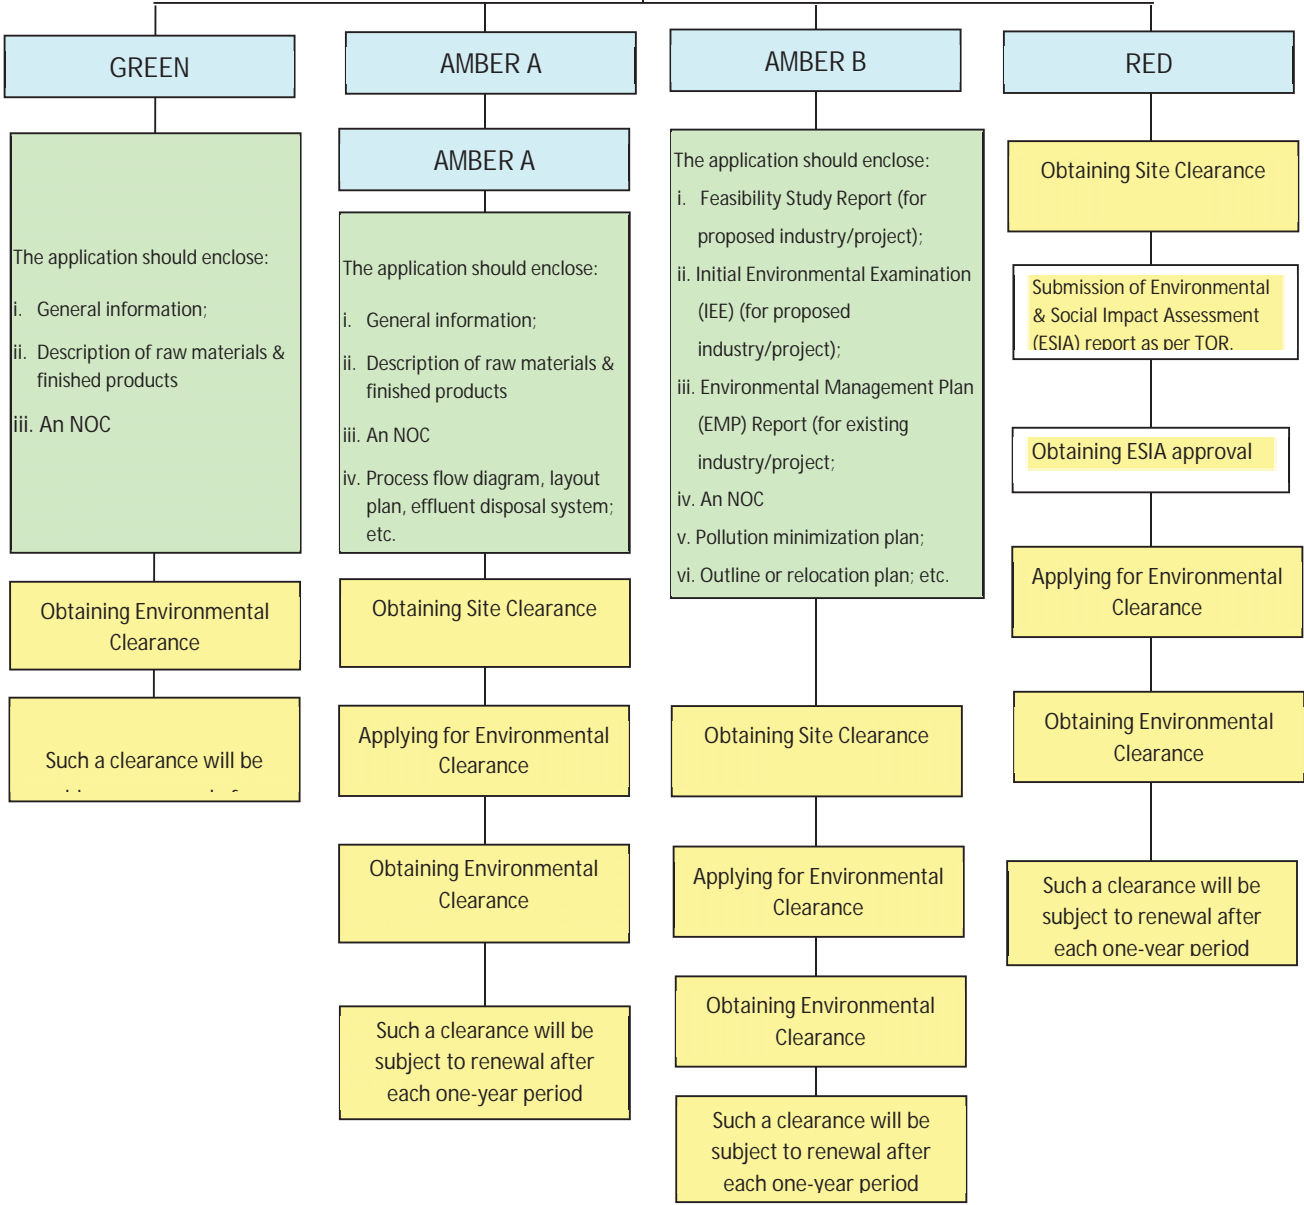 GREEN
The application should enclose:
i. General information;
ii. Description of raw materials &
finished products
iii. An NOC
Obtaining Environmental
Clearance
Such a clearance will be
AMBER A
AMBER A
The application should enclose:
i. General information;
ii. Description of raw materials &
finished products
iii. An NOC
iv. Process flow diagram, layout
plan, effluent disposal system;
etc.
Obtaining Site Clearance
Applying for Environmental
Clearance
Obtaining Environmental
Clearance
Such a clearance will be
subject to renewal after
each one-year period
AMBER B
The application should enclose:
i. Feasibility Study Report (for
proposed industry/project);
ii. Initial Environmental Examination
(IEE) (for proposed
industry/project);
iii. Environmental Management Plan
(EMP) Report (for existing
industry/project;
iv. An NOC
v. Pollution minimization plan;
vi. Outline or relocation plan; etc.
Obtaining Site Clearance
Applying for Environmental
Clearance
Obtaining Environmental
Clearance
Such a clearance will be
subject to renewal after
each one-year period
RED
Obtaining Site Clearance
Submission of Environmental
& Social Impact Assessment
(ESIA) report as per TOR.
Obtaining ESIA approval
Applying for Environmental
Clearance
Obtaining Environmental
Clearance
Such a clearance will be
subject to renewal after
each one-year period